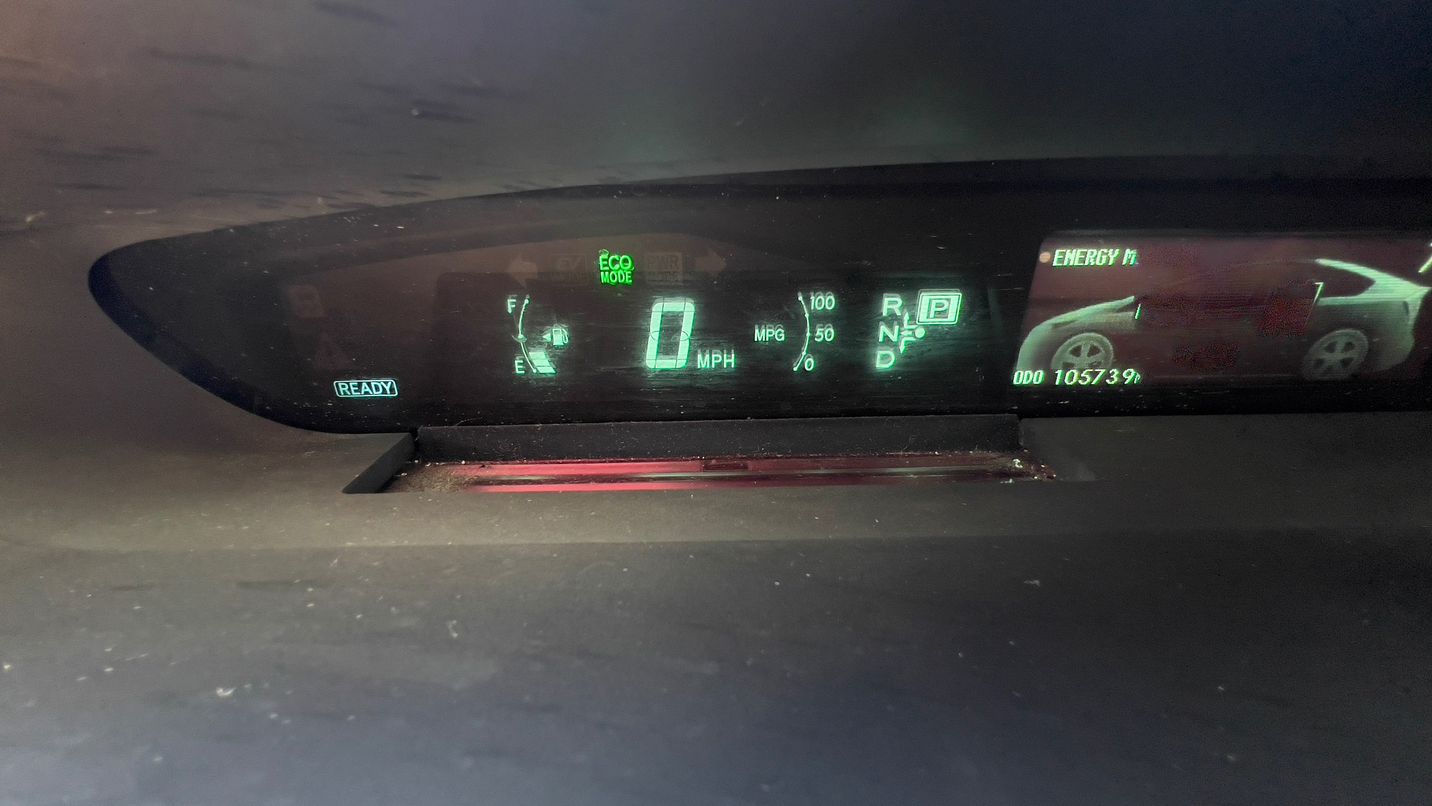 ECO
MODE
F
E
0
MPH
MPG
100
50
0
R
N
D
P
READY
ENERGY M
ODO 105739